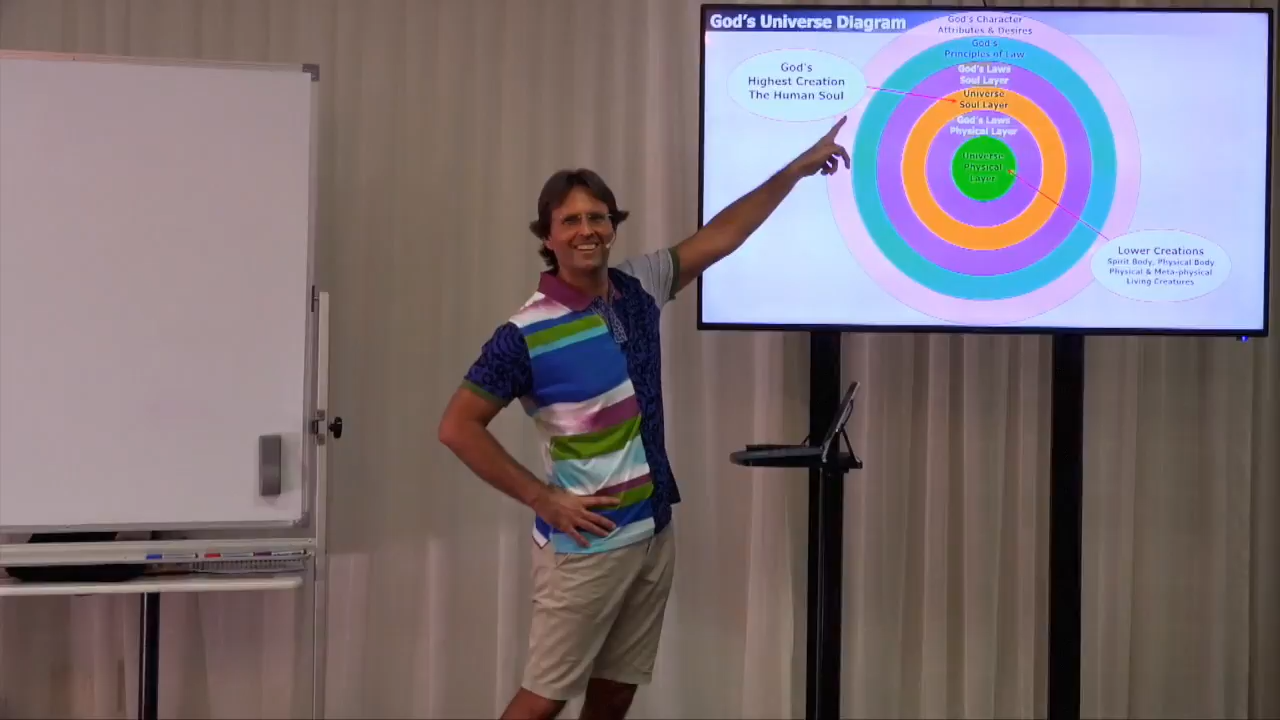 God's Universe Diagram
God's Character
Attributes & Desires
God's
Principles of Law
God's Laws
Soul Layer
Universe
Soul Layer
God's Laws
Physical Layer
Universe
Physical
Layer
God's
Highest Creation
The Human Soul
Lower Creations
Spirit Body, Physical Body
Physical & Meta-physical
Living Creatures